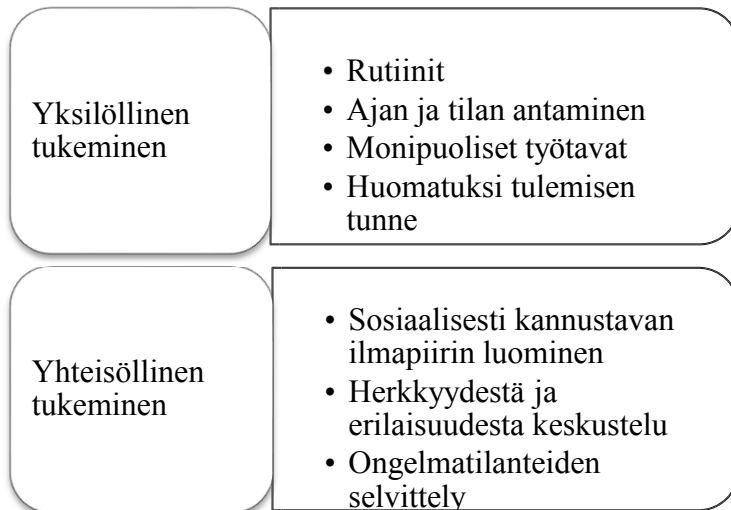 Yksilöllinen
tukeminen
• Rutiinit
• Ajan ja tilan antaminen
• Monipuoliset työtavat
• Huomatuksi tulemisen
tunne
Yhteisöllinen
tukeminen
• Sosiaalisesti kannustavan
ilmapiirin luominen
• Herkkyydestä ja
erilaisuudesta keskustelu
• Ongelmatilanteiden
selvittely